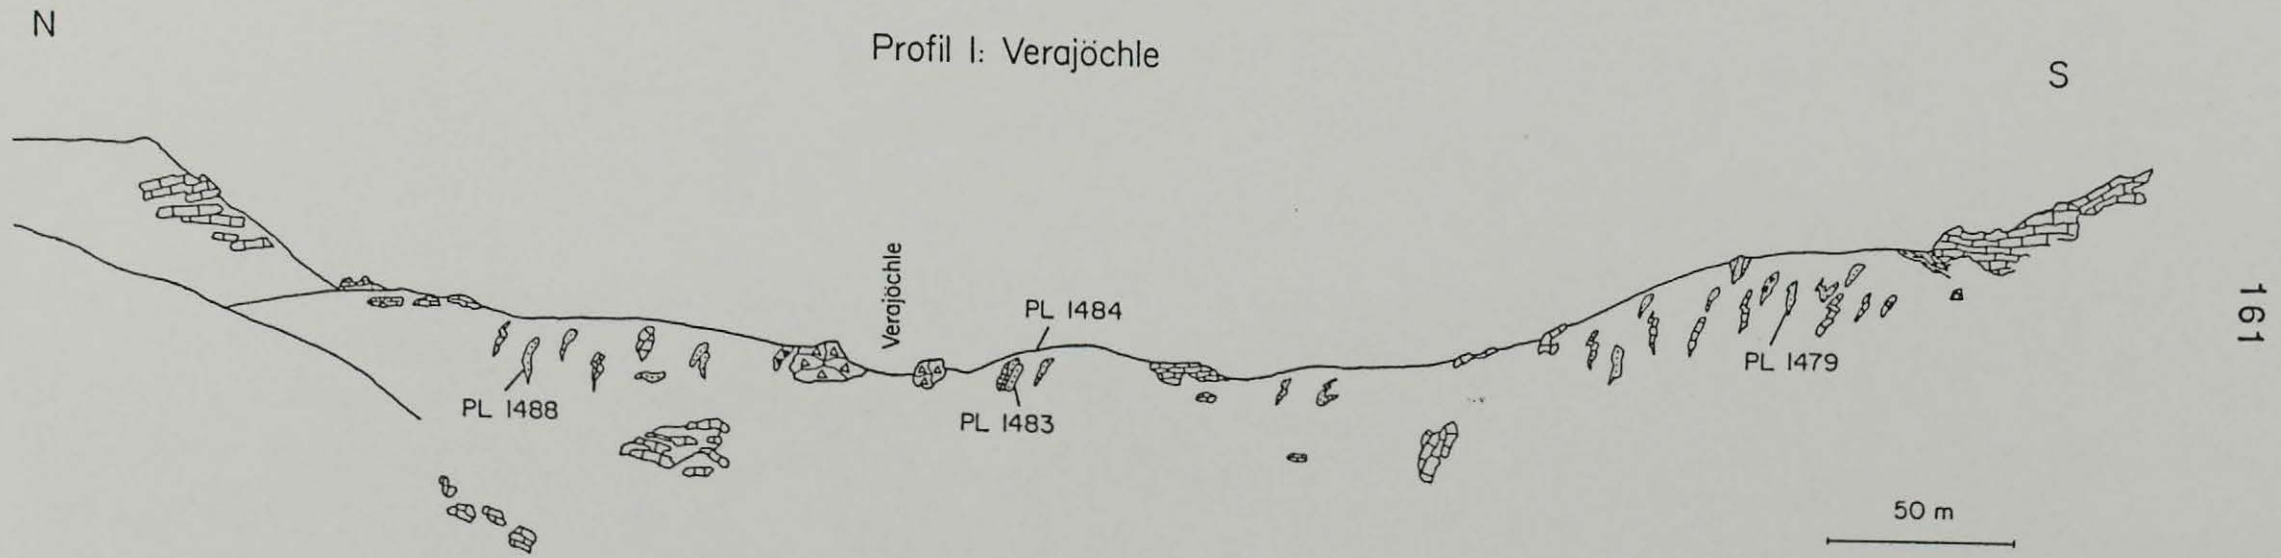 N
Profil I: Verajöchle
S
Verajöchle
PL 1484
PL 1488
PL 1483
PL 1479
50 m
161